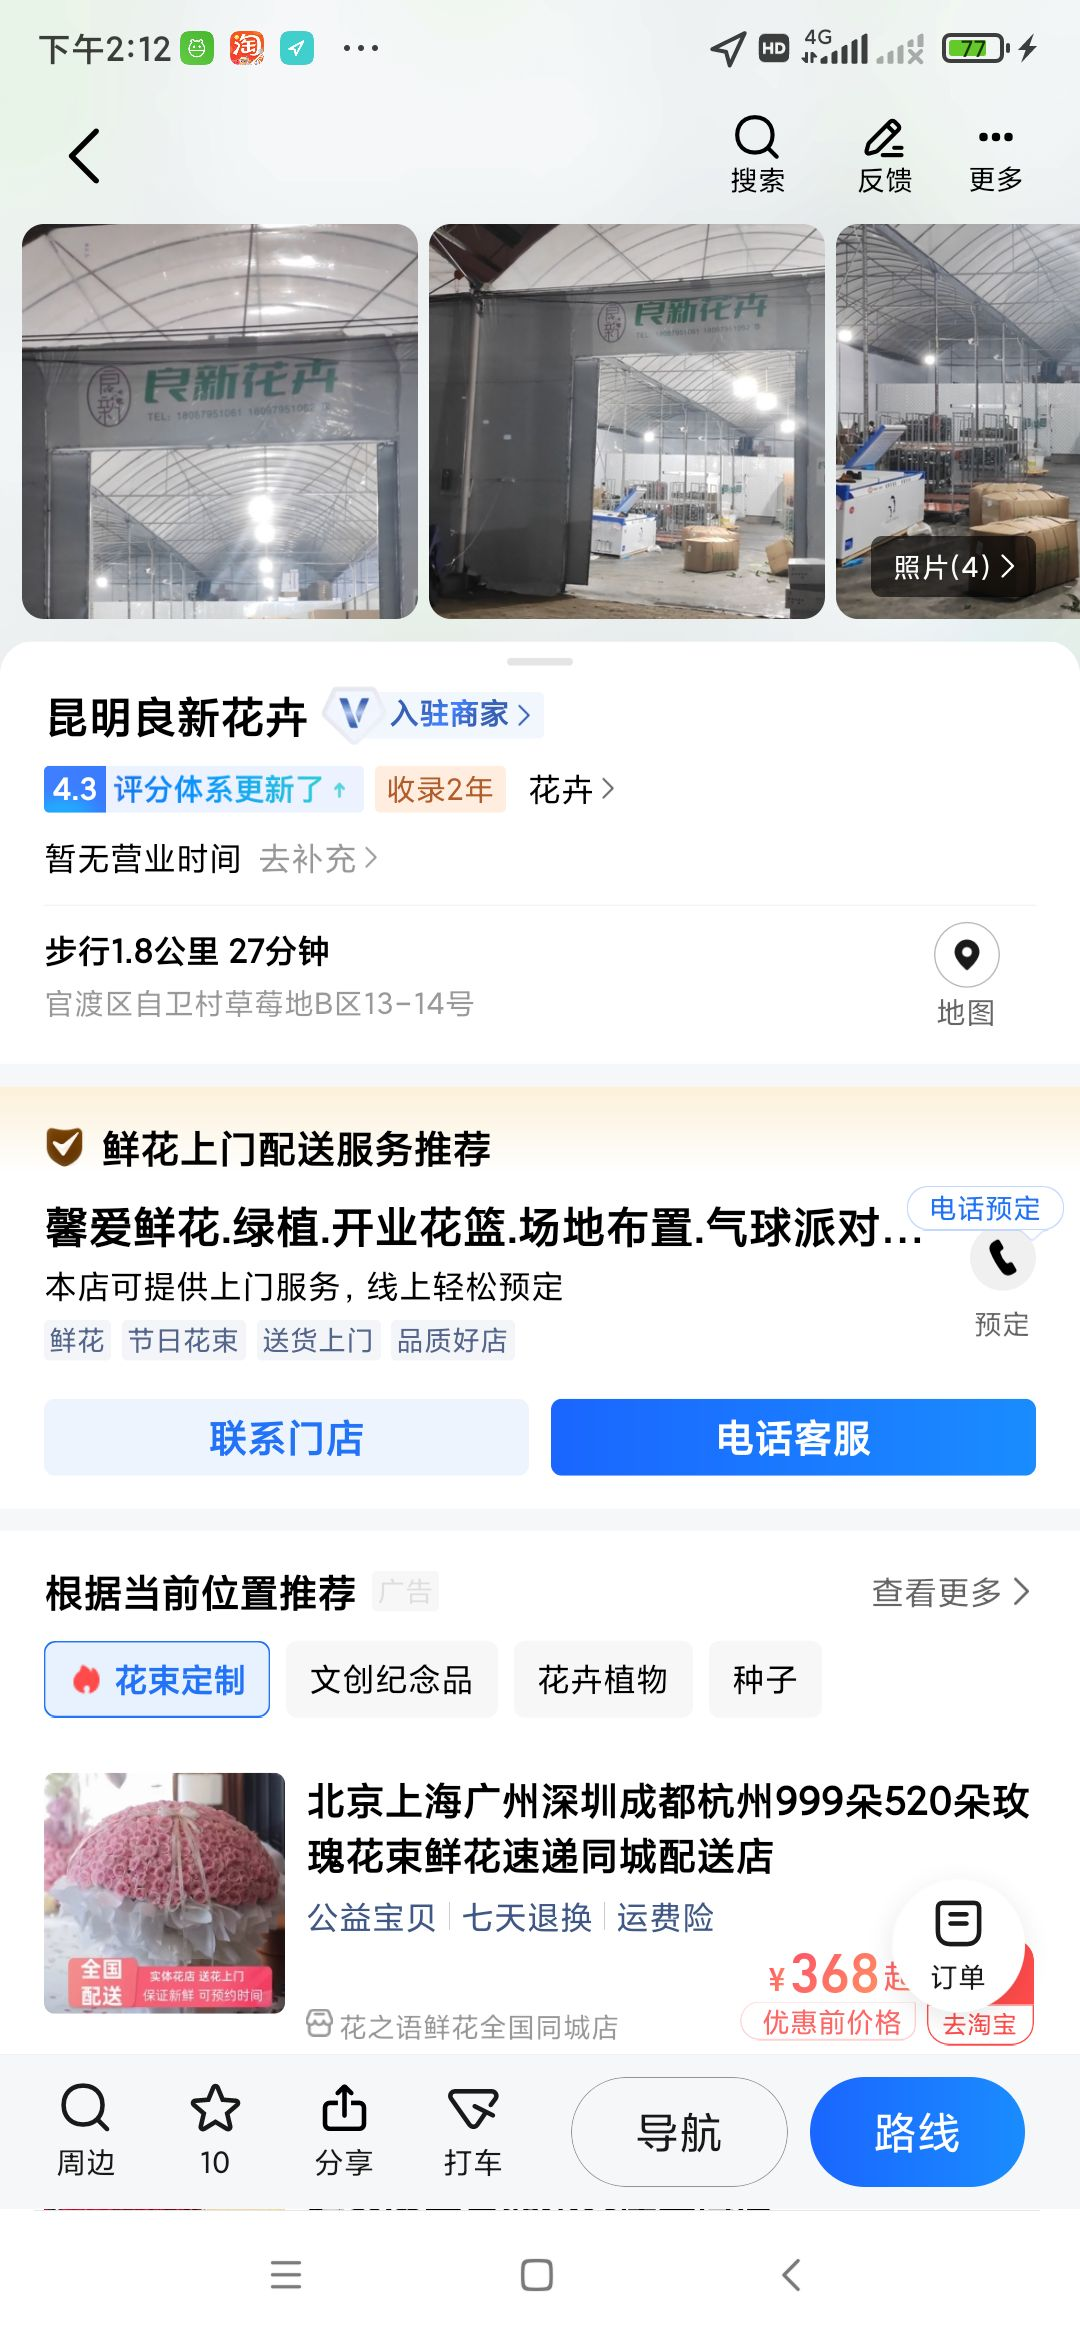 下午2:12
淘
HD
4G
77
搜索
反馈
更多
良新
良新花卉
良新
良新花卉
照片(4)
昆明良新花卉
V 入驻商家
4.3 评分体系更新了
收录2年
花卉
暂无营业时间 去补充
步行1.8公里 27分钟
官渡区自卫村草莓地B区13-14号
地图
鲜花上门配送服务推荐
馨爱鲜花.绿植.开业花篮.场地布置.气球派对...
电话预定
本店可提供上门服务，线上轻松预定
预定
鲜花 节日花束 送货上门 品质好店
联系门店
电话客服
根据当前位置推荐 广告
查看更多
花束定制
文创纪念品
花卉植物
种子
北京上海广州深圳成都杭州999朵520朵玫
瑰花束鲜花速递同城配送店
公益宝贝 七天退换 运费险
全国
配送
实体花店 送花上门
保证新鲜 可预约时间
¥368起
订单
优惠前价格
去淘宝
花之语鲜花全国同城店
周边
10
分享
打车
导航
路线